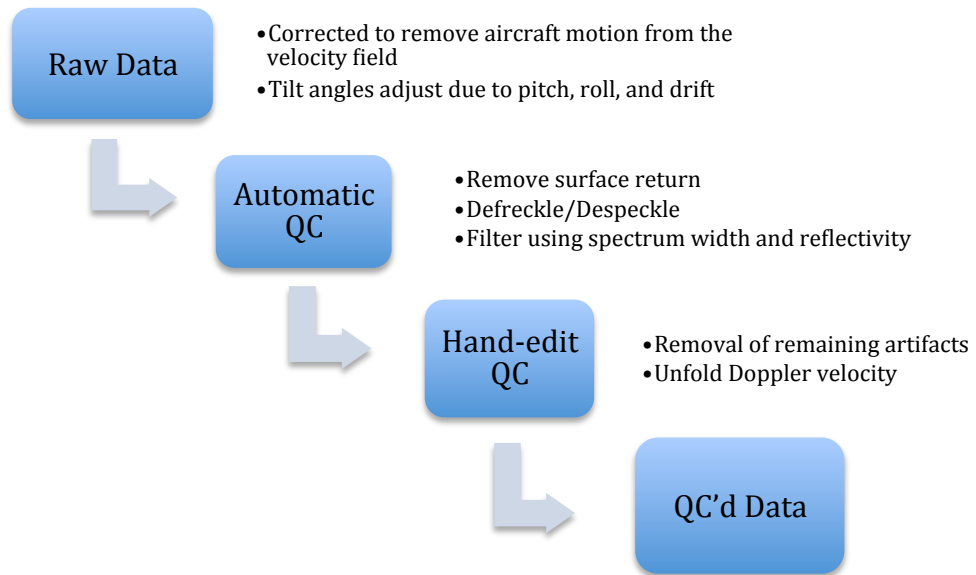 Raw Data
•Corrected to remove aircraft motion from the
velocity field
•Tilt angles adjust due to pitch, roll, and drift
Automatic
QC
•Remove surface return
•Defreckle/Despeckle
•Filter using spectrum width and reflectivity
Hand-edit
QC
•Removal of remaining artifacts
•Unfold Doppler velocity
QC’d Data